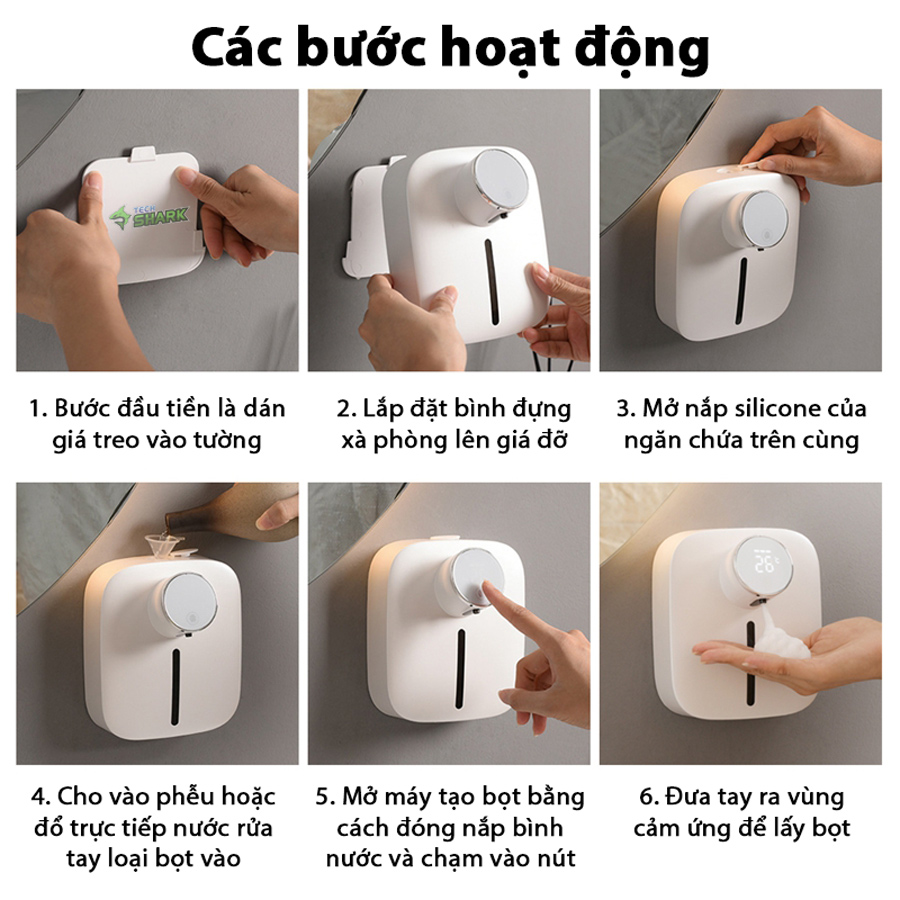 Các bước hoạt động
TECH
SHARK
1. Bước đầu tiền là dán
giá treo vào tường
2. Lắp đặt bình đựng
xà phòng lên giá đỡ
3. Mở nắp silicone của
ngăn chứa trên cùng
4. Cho vào phễu hoặc
đổ trực tiếp nước rửa
tay loại bọt vào
5. Mở máy tạo bọt bằng
cách đóng nắp bình
nước và chạm vào nút
26
6. Đưa tay ra vùng
cảm ứng để lấy bọt